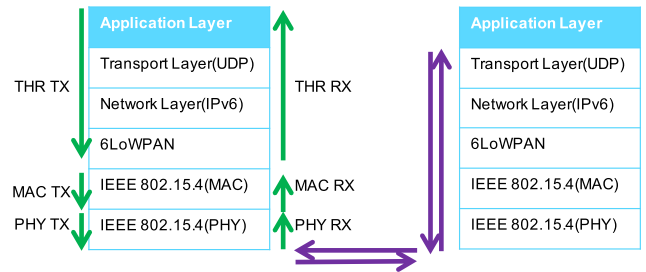 Application Layer
Transport Layer(UDP)
Network Layer(IPv6)
6LoWPAN
IEEE 802.15.4(MAC)
IEEE 802.15.4(PHY)
THR TX
MAC TX
PHY TX
THR RX
MAC RX
PHY RX
Application Layer
Transport Layer(UDP)
Network Layer(IPv6)
6LoWPAN
IEEE 802.15.4(MAC)
IEEE 802.15.4(PHY)